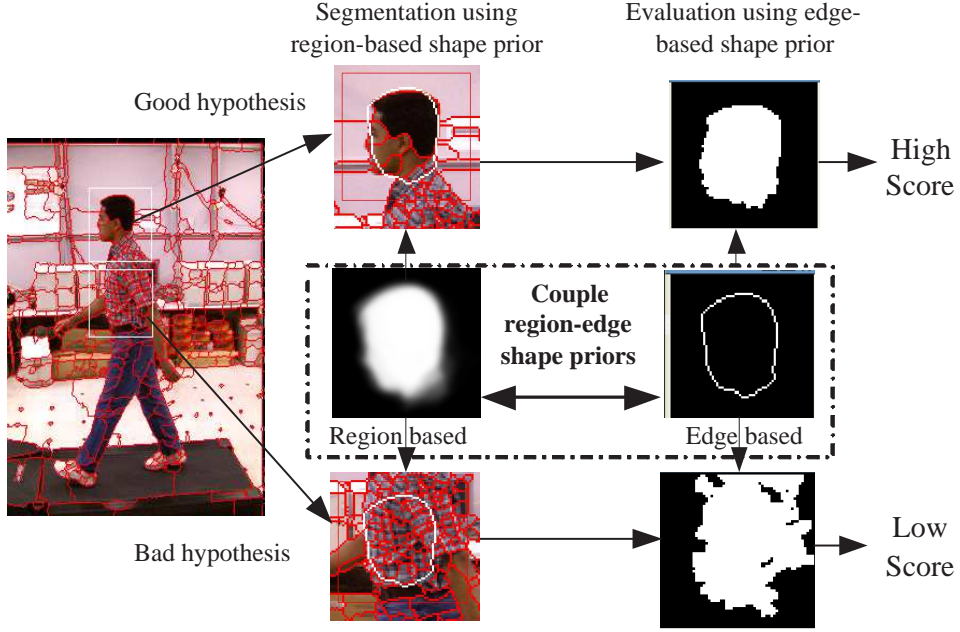 Segmentation using
region-based shape prior
Evaluation using edge-
based shape prior
Good hypothesis
High
Score
Couple
region-edge
shape priors
Region based
Edge based
Bad hypothesis
Low
Score